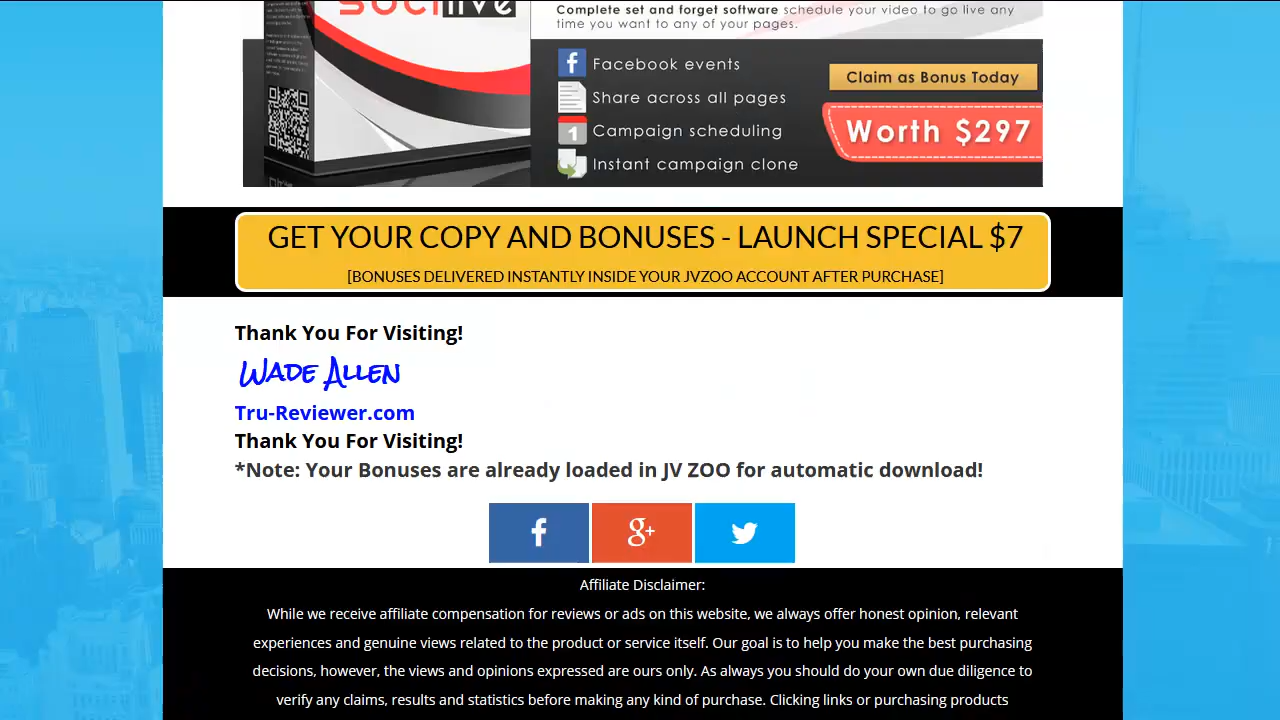 live
Complete set and forget software schedule your video to go live any
time you want to any of your pages.
Facebook events
Share across all pages
1 Campaign scheduling
Instant campaign clone
Claim as Bonus Today
Worth $297
GET YOUR COPY AND BONUSES - LAUNCH SPECIAL $7
[BONUSES DELIVERED INSTANTLY INSIDE YOUR JVZOO ACCOUNT AFTER PURCHASE]
Thank You For Visiting!
Wade Allen
Tru-Reviewer.com
Thank You For Visiting!
*Note: Your Bonuses are already loaded in JV ZOO for automatic download!
Affiliate Disclaimer:
While we receive affiliate compensation for reviews or ads on this website, we always offer honest opinion, relevant
experiences and genuine views related to the product or service itself. Our goal is to help you make the best purchasing
decisions, however, the views and opinions expressed are ours only. As always you should do your own due diligence to
verify any claims, results and statistics before making any kind of purchase. Clicking links or purchasing products